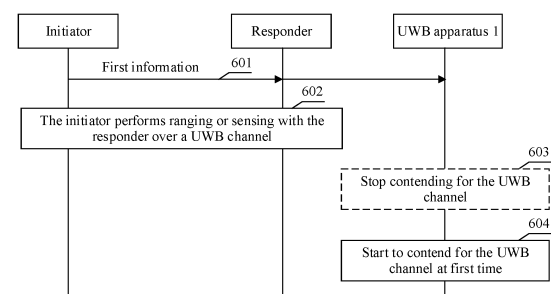 Initiator
Responder
UWB apparatus 1
First information
601
602
The initiator performs ranging or sensing with the
responder over a UWB channel
603
Stop contending for the UWB
channel
604
Start to contend for the UWB
channel at first time